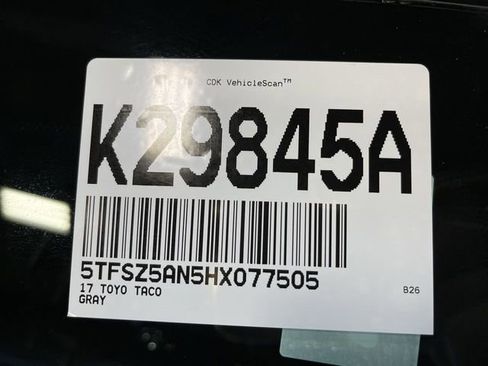 CDK VehicleScan™
K29845A
5TFSZ5AN5HX077505
17 TOYO TACO
GRAY
B26